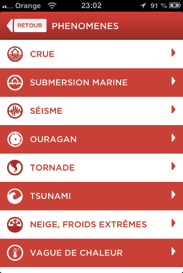 Orange 23:02 91 %
RETOUR PHENOMENES
CRUE
SUBMERSION MARINE
SÉISME
OURAGAN
TORNADE
TSUNAMI
NEIGE, FROIDS EXTRÊMES
VAGUE DE CHALEUR